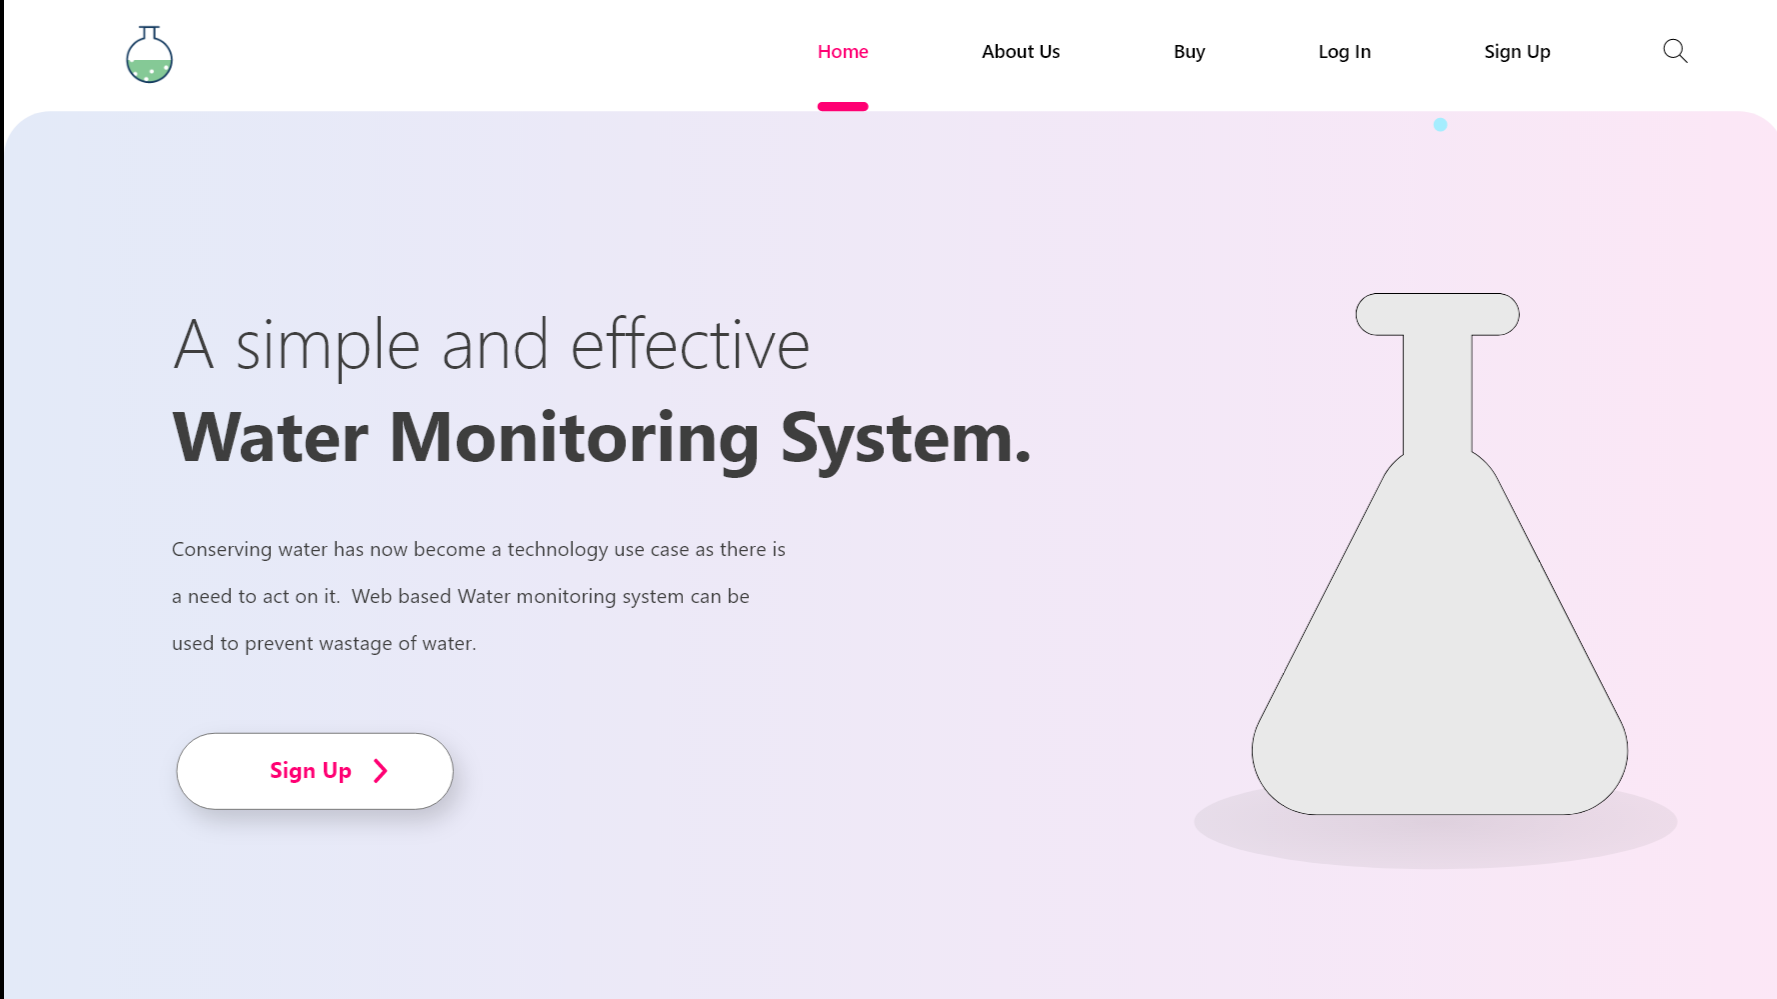 Home
About Us
Buy
Log In
Sign Up
A simple and effective
Water Monitoring System.
Conserving water has now become a technology use case as there is
a need to act on it.  Web based Water monitoring system can be
used to prevent wastage of water.
Sign Up